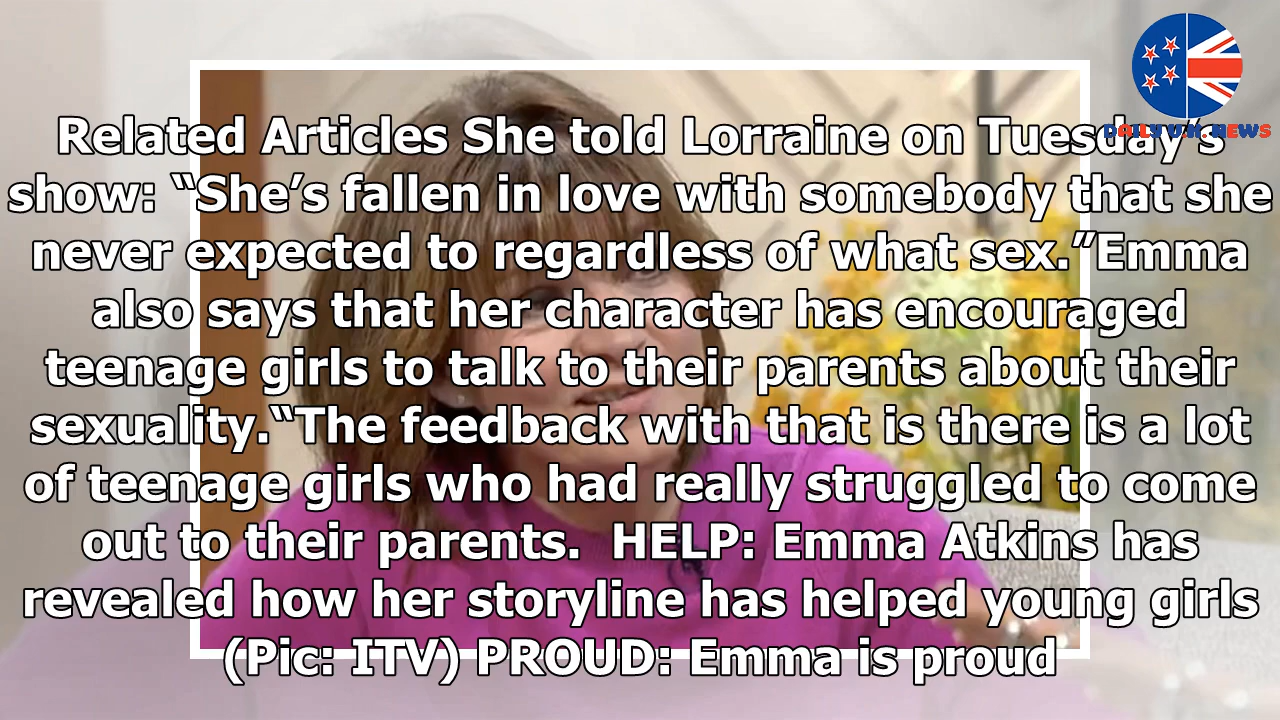 DAILY U.K. NEWS
Related Articles She told Lorraine on Tuesday’s
show: “She’s fallen in love with somebody that she
never expected to regardless of what sex.”Emma
also says that her character has encouraged
teenage girls to talk to their parents about their
sexuality.“The feedback with that is there is a lot
of teenage girls who had really struggled to come
out to their parents.  HELP: Emma Atkins has
revealed how her storyline has helped young girls
(Pic: ITV) PROUD: Emma is proud